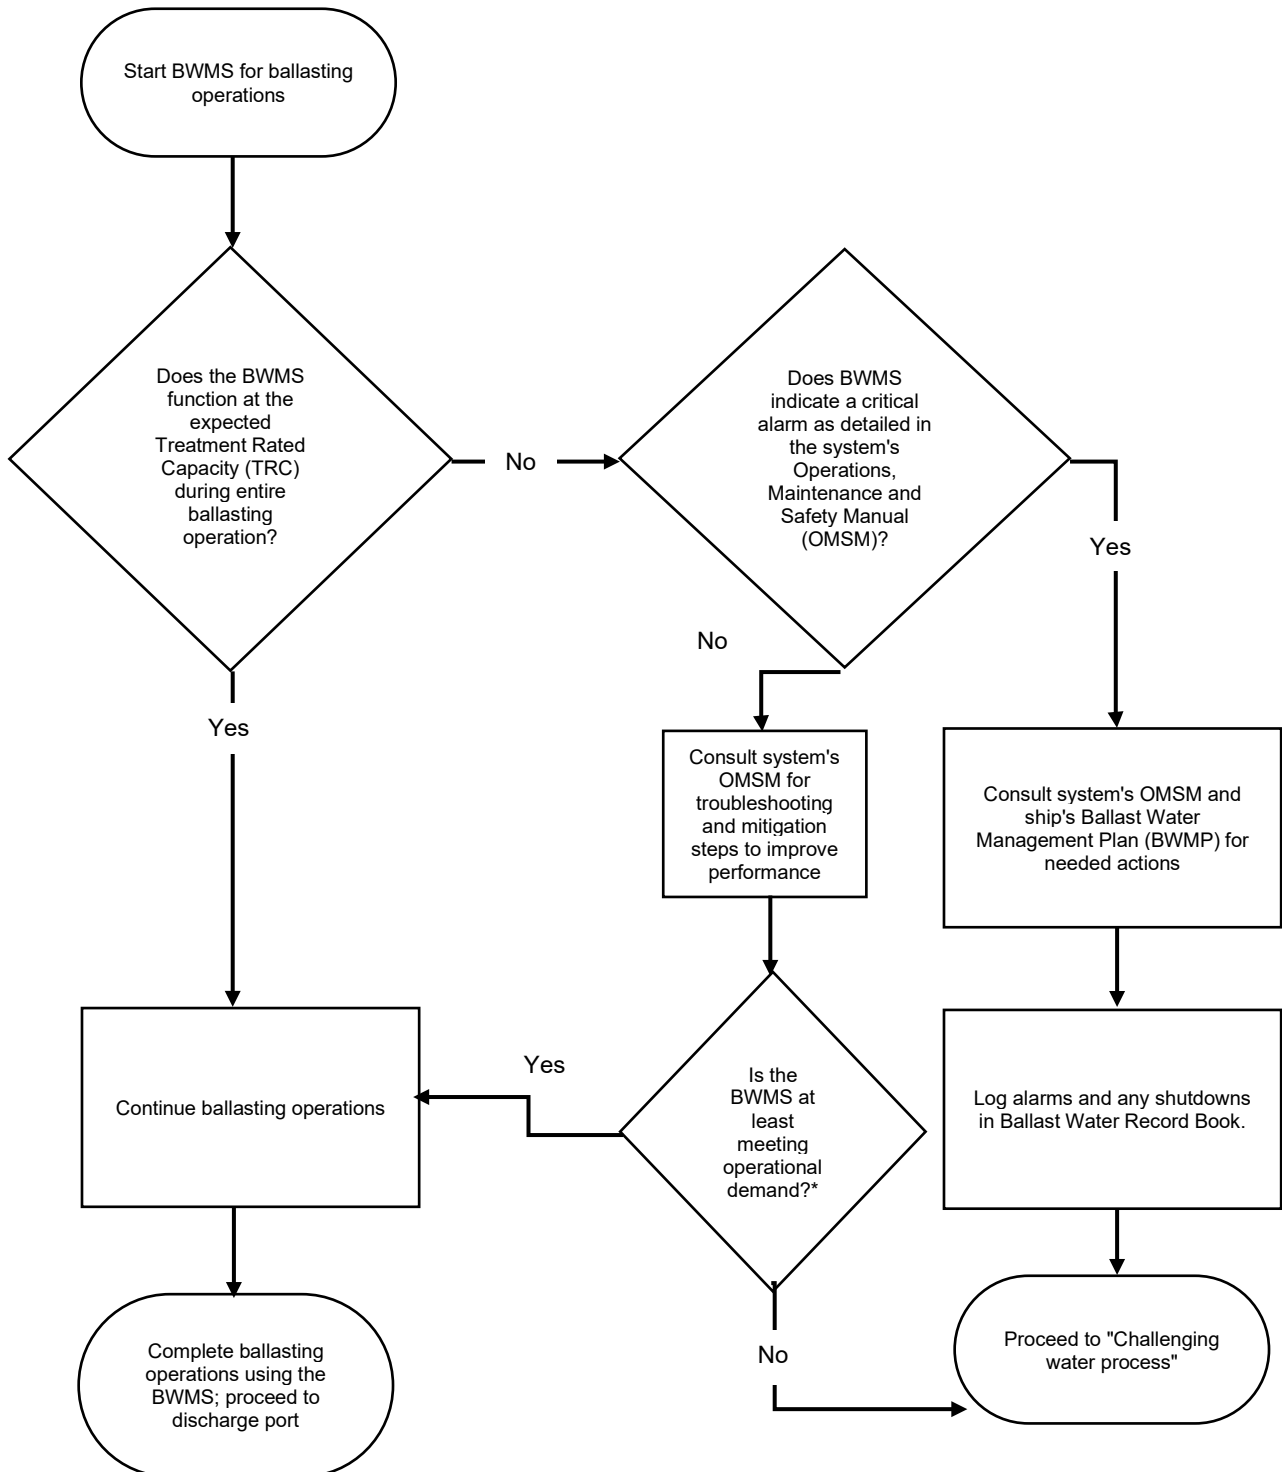 Start BWMS for ballasting
operations
Does the BWMS
function at the
expected
Treatment Rated
Capacity (TRC)
during entire
ballasting
operation?
No
Does BWMS
indicate a critical
alarm as detailed in
the system's
Operations,
Maintenance and
Safety Manual
(OMSM)?
Yes
No
Yes
Consult system's
OMSM for
troubleshooting
and mitigation
steps to improve
performance
Consult system's OMSM and
ship's Ballast Water
Management Plan (BWMP) for
needed actions
Continue ballasting operations
Yes
Is the
BWMS at
least
meeting
operational
demand?*
Log alarms and any shutdowns
in Ballast Water Record Book.
No
Complete ballasting
operations using the
BWMS; proceed to
discharge port
Proceed to "Challenging
water process"